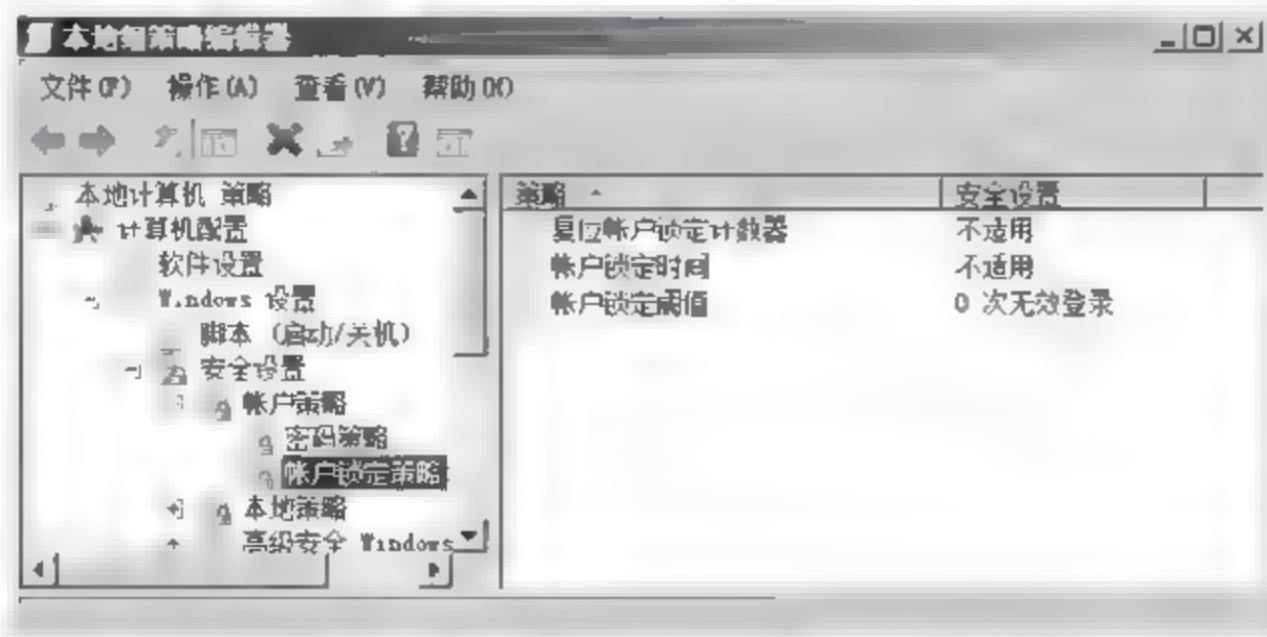 本地组策略编辑器
文件(F) 操作(A) 查看(V) 帮助(H)
本地计算机 策略
计算机配置
软件设置
Windows 设置
脚本 (启动/关机)
安全设置
帐户策略
密码策略
帐户锁定策略
本地策略
高级安全 Windows
策略 安全设置
复位帐户锁定计数器 不适用
帐户锁定时间 不适用
帐户锁定阈值 0 次无效登录